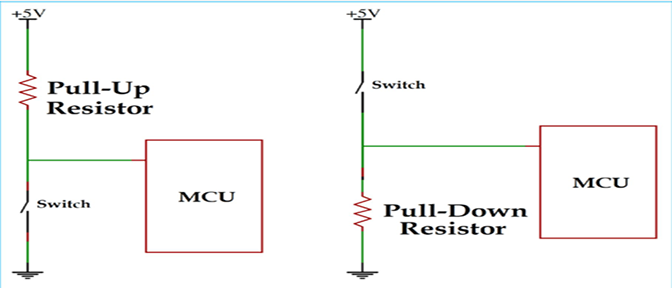 +5V
Pull-Up
Resistor
MCU
Switch
+5V
Switch
MCU
Pull-Down
Resistor